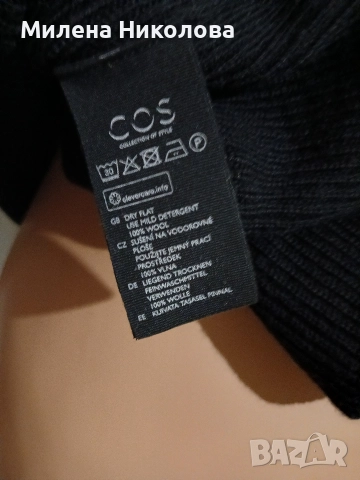 Милена Николова
COS
COLLECTION OF STYLE
30
P
clevercare.info
GB DRY FLAT
USE MILD DETERGENT
100% WOOL
CZ SUŠENÍ NA VODOROVNÉ
PLOŠE
POUŽIJTE JEMNÝ PRACÍ
PROSTŘEDEK
100% VLNA
DE LIEGEND TROCKNEN
FEINWASCHMITTEL
VERWENDEN
100% WOLLE
EE KUIVATA TASASEL PINNAL
BAZAR